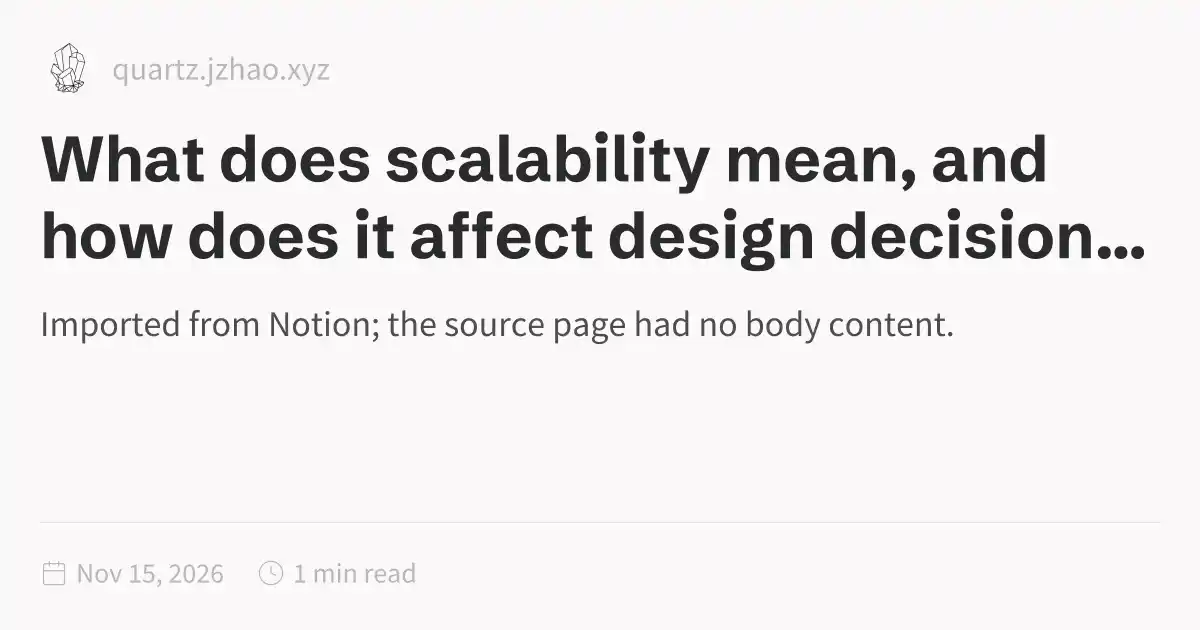 quartz.jzhao.xyz
What does scalability mean, and
how does it affect design decision...
Imported from Notion; the source page had no body content.
Nov 15, 2026 1 min read